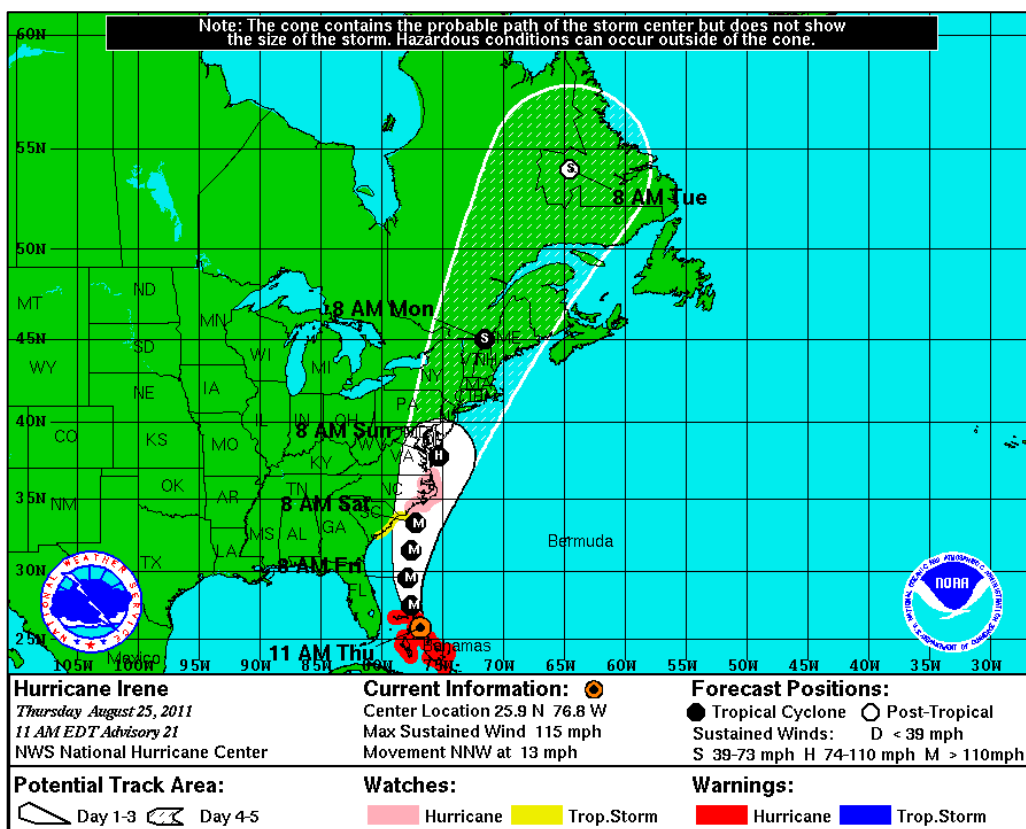 Note: The cone contains the probable path of the storm center but does not show
the size of the storm. Hazardous conditions can occur outside of the cone.
60N
55N
8 AM Tue
50N
MT
ND
8 AM Mon
MN
ME
45N
SD
WI
VT
NH
WY
MI
NY
MA
IA
NE
PA
CT
RI
40N
IL
IN
OH
8 AM Sun
CO
KS
MO
WV
VA
KY
OK
TN
NC
NM
AR
35N
8 AM Sat
SC
MS
AL
GA
Bermuda
TX
LA
30N
8 AM Fri
FL
NATIONAL WEATHER SERVICE
NOAA
25N
11 AM Thu
Bahamas
Mexico
105W 100W 95W 90W 85W 80W 75W 70W 65W 60W 55W 50W 45W 40W 35W 30W
S
S
H
M
M
M
M
Hurricane Irene
Thursday August 25, 2011
11 AM EDT Advisory 21
NWS National Hurricane Center
Current Information:
Center Location 25.9 N 76.8 W
Max Sustained Wind 115 mph
Movement NNW at 13 mph
Forecast Positions:
Tropical Cyclone Post-Tropical
Sustained Winds: D < 39 mph
S 39-73 mph H 74-110 mph M > 110mph
Potential Track Area:
Day 1-3 Day 4-5
Watches:
Hurricane Trop.Storm
Warnings:
Hurricane Trop.Storm